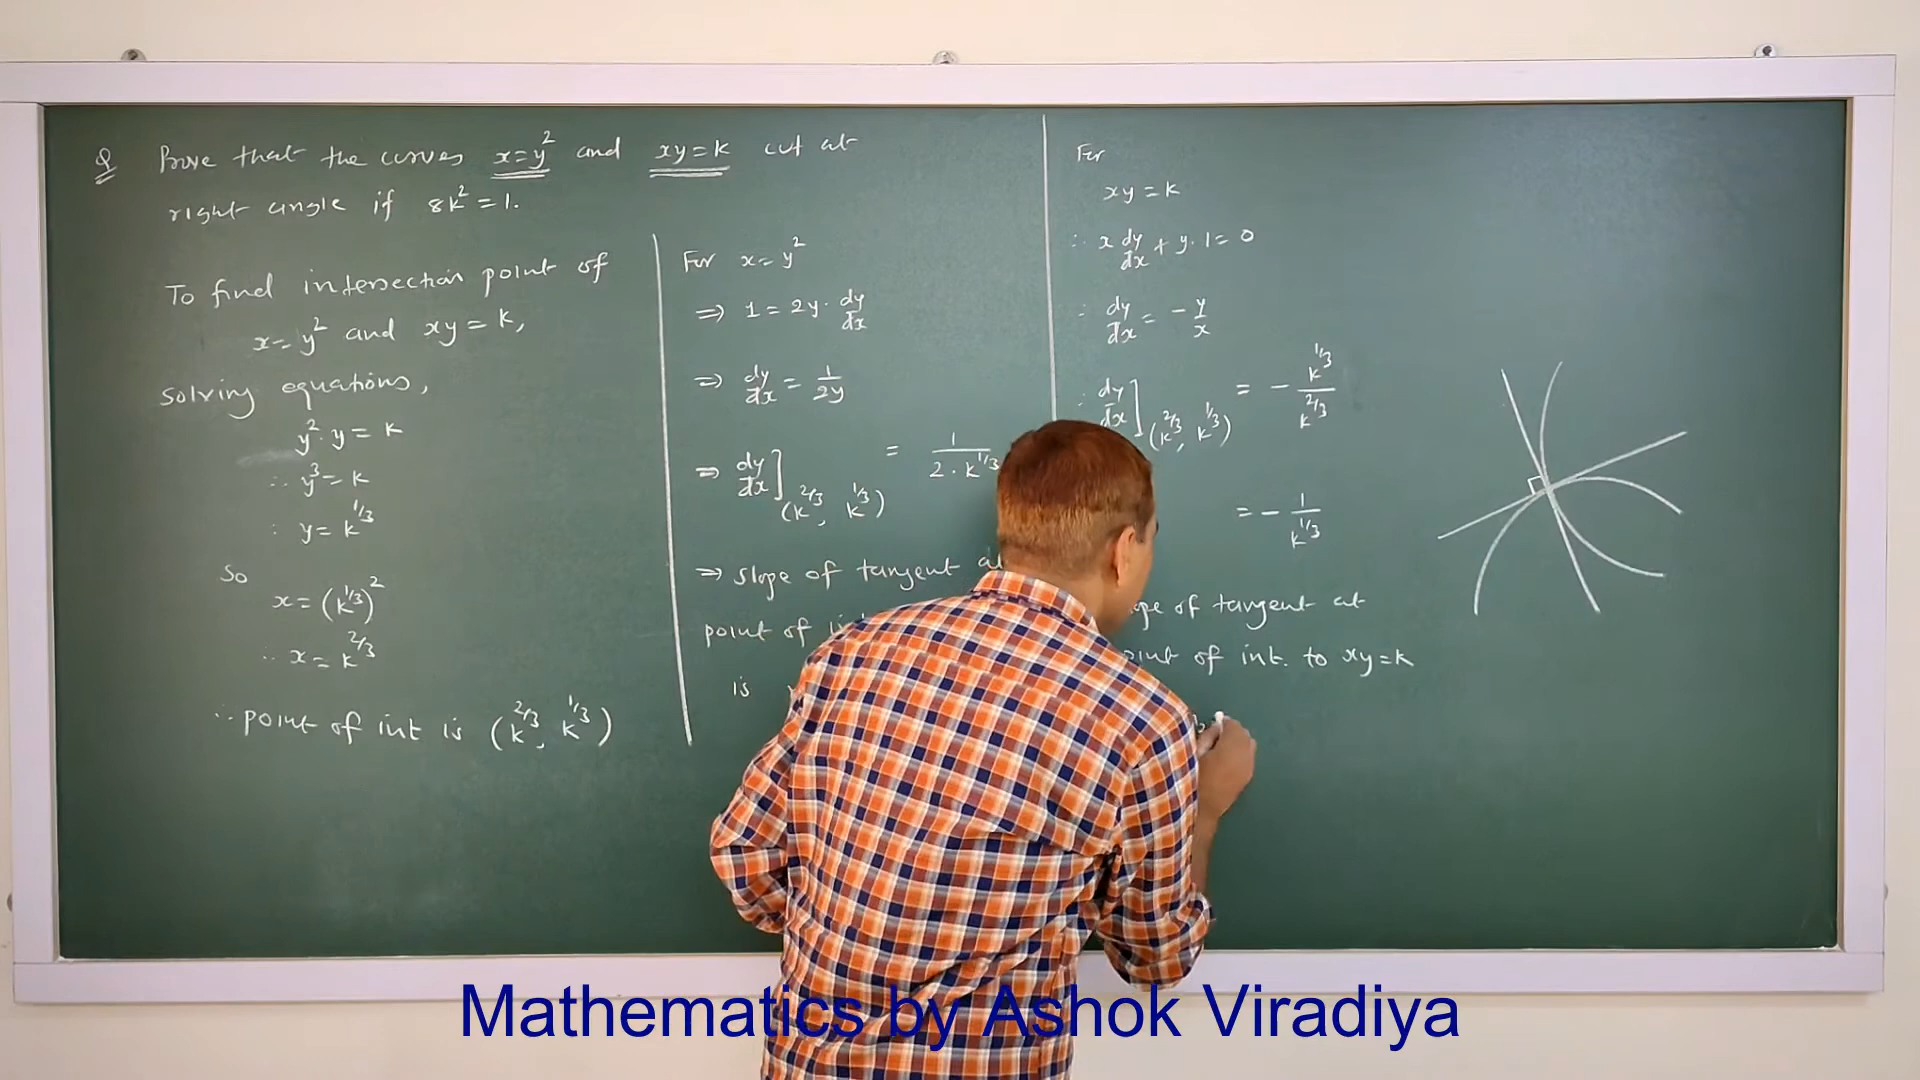 Q Prove that the curves x=y² and xy=k cut at
right angle if 8k²=1.
To find intersection point of
x=y² and xy=k,
solving equations,
y²·y=k
∴ y³=k
∴ y=k^1/3
So
x=(k^1/3)²
∴ x=k^2/3
∴ point of int is (k^2/3, k^1/3)
For x=y²
⇒ 1=2y·dy/dx
⇒ dy/dx=1/2y
⇒ dy/dx](k^2/3, k^1/3) = 1/2·k^1/3
⇒ slope of tangent
point of
is
For
xy=k
∴ x dy/dx+y·1=0
∴ dy/dx=-y/x
∴ dy/dx](k^2/3, k^1/3) = -k^1/3/k^2/3
=-1/k^1/3
of tangent at
of int. to xy=k
Mathematics by Ashok Viradiya